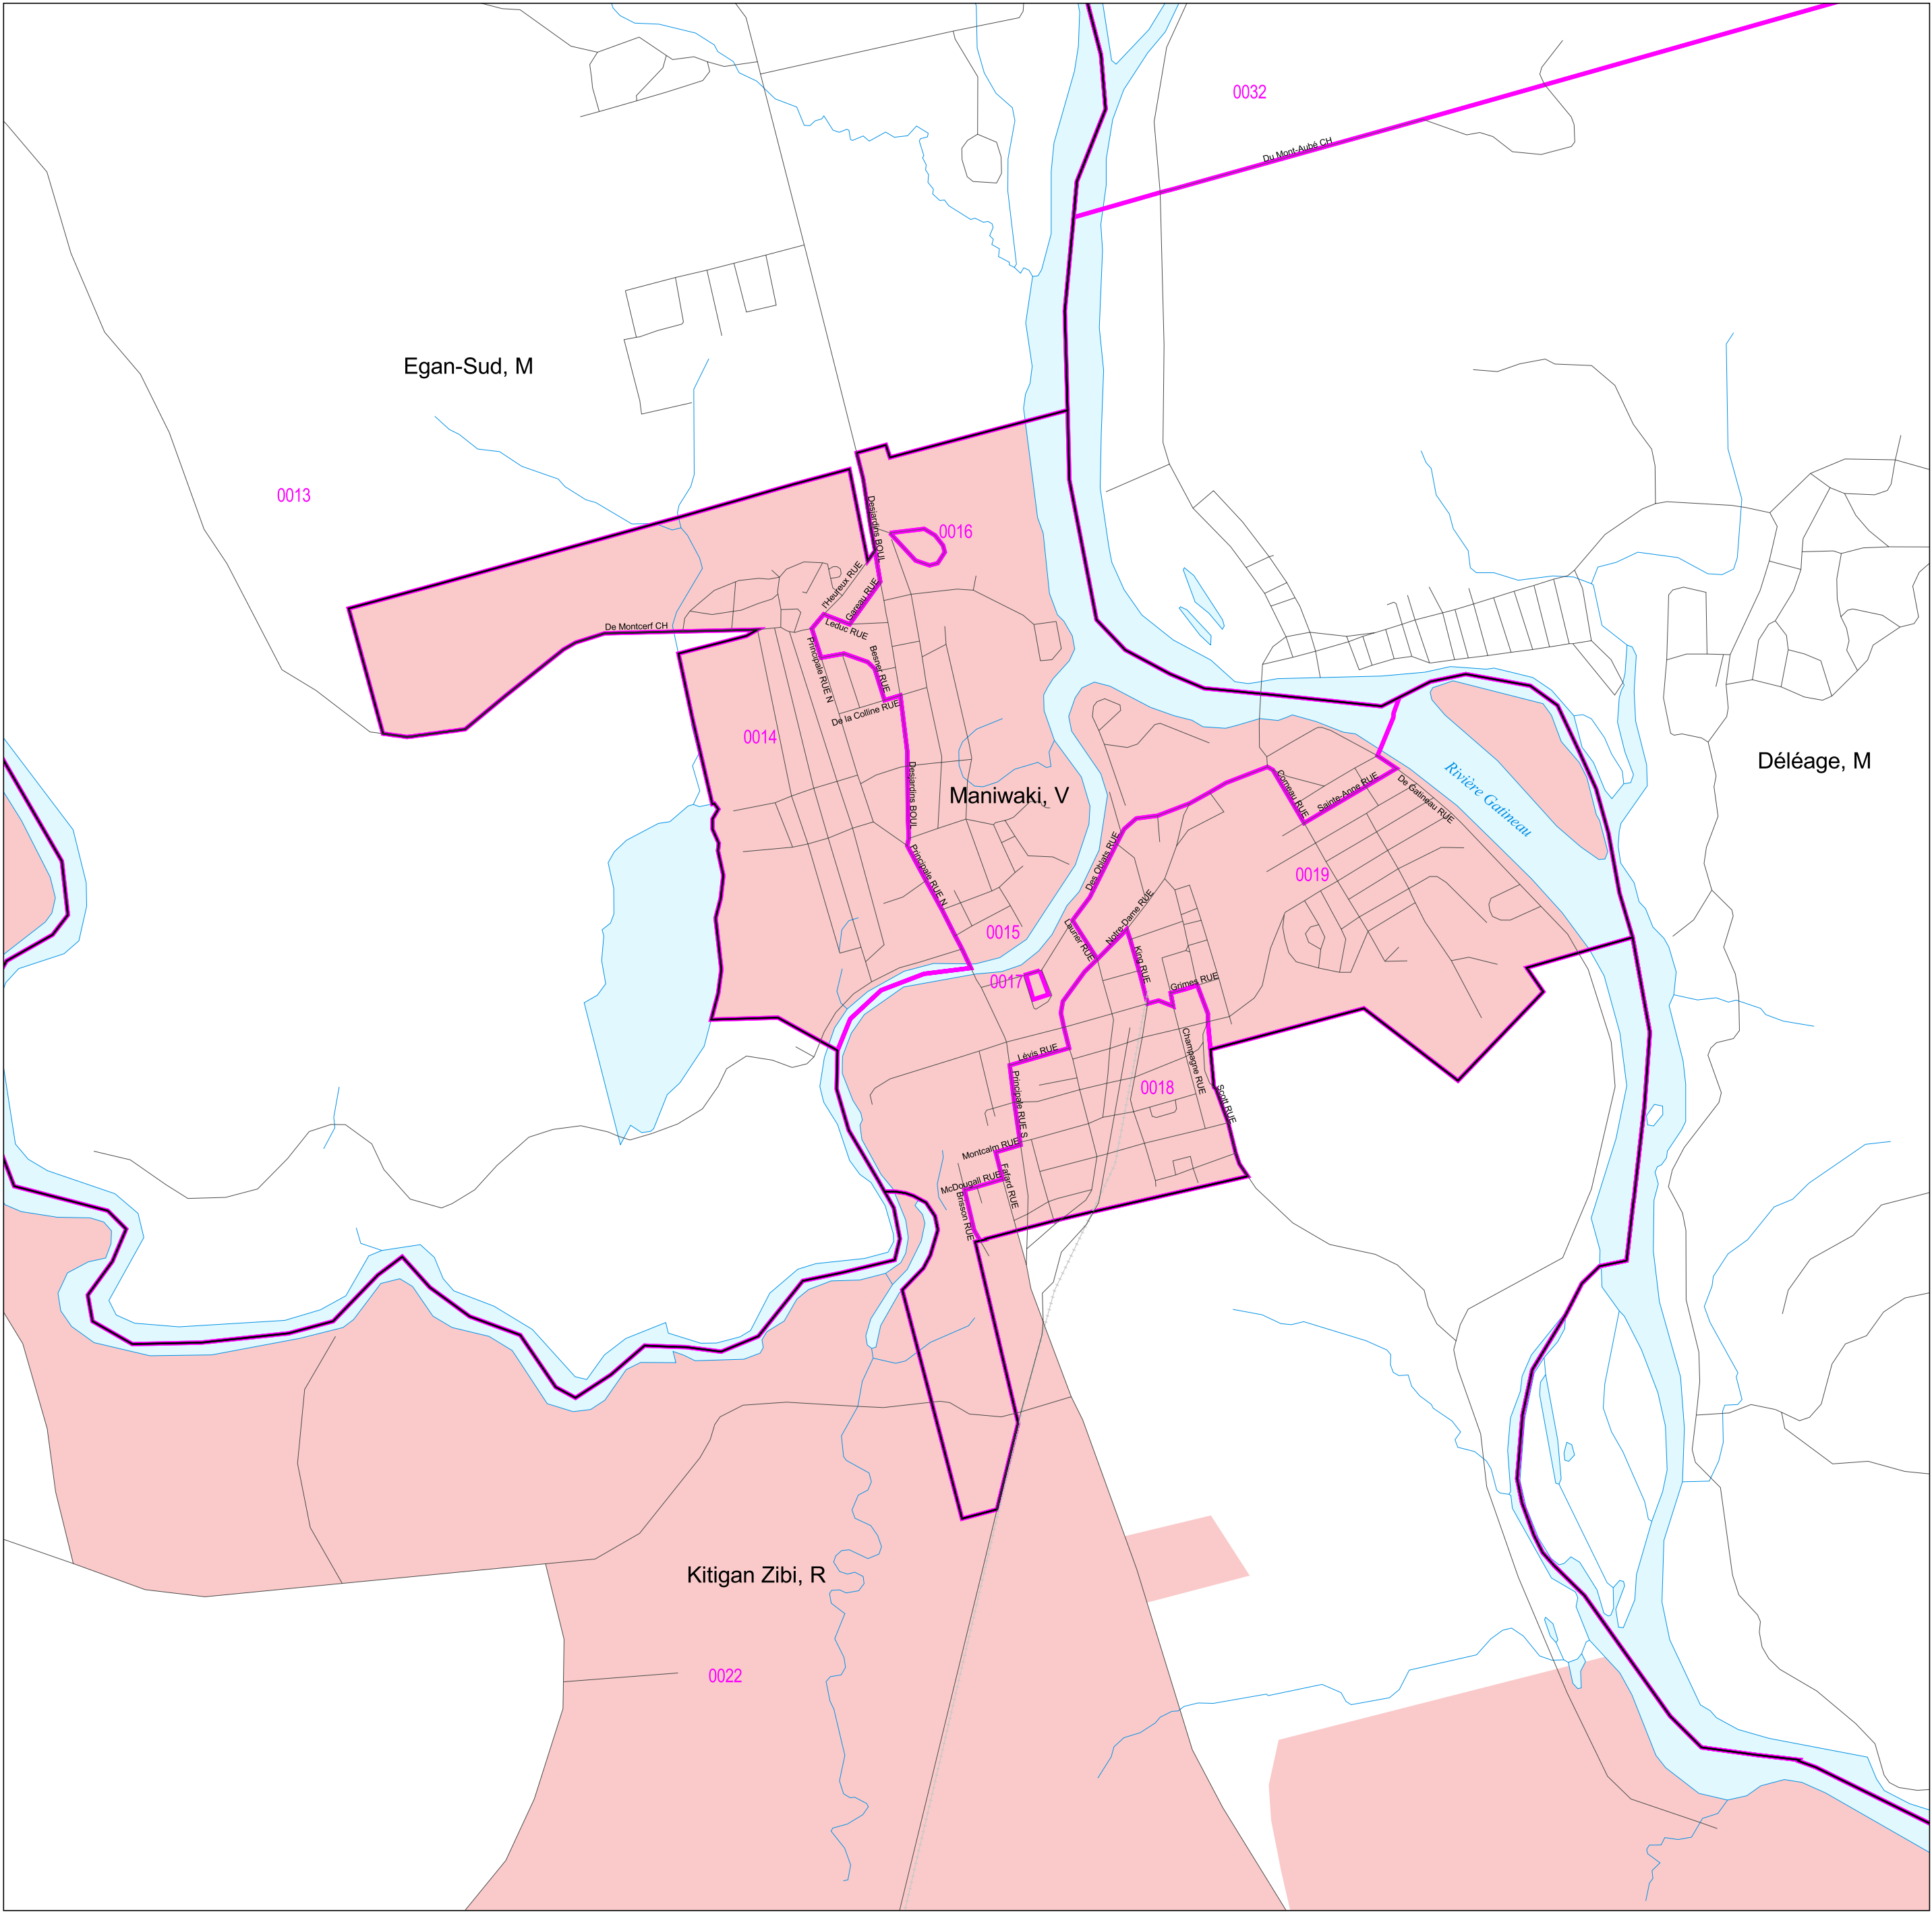 0032
Du Mont-Aubé CH
Egan-Sud, M
0013
Desjardins BOUL
0016
l'Heureux RUE
Gareau RUE
De Montcerf CH
Leduc RUE
Principale RUE N
Besner RUE
De la Colline RUE
0014
Desjardins BOUL
Maniwaki, V
Déléage, M
Comeau RUE
Sainte-Anne RUE
De Gatineau RUE
Rivière Gatineau
Des Oblats RUE
0019
Principale RUE N
0015
Notre-Dame RUE
Laurier RUE
King RUE
0017
Grimes RUE
Lévis RUE
Champagne RUE
Principale RUE S
0018
Scott RUE
Montcalm RUE
McDougall RUE
Fafard RUE
Brisson RUE
Kitigan Zibi, R
0022